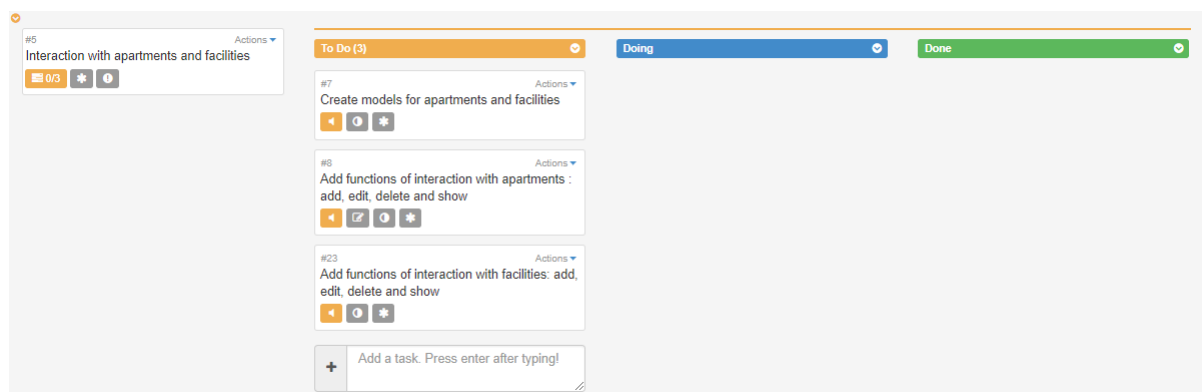 #5 Actions
Interaction with apartments and facilities
0/3
To Do (3)
#7 Actions
Create models for apartments and facilities
#8 Actions
Add functions of interaction with apartments :
add, edit, delete and show
#23 Actions
Add functions of interaction with facilities: add,
edit, delete and show
Add a task. Press enter after typing!
Doing
Done